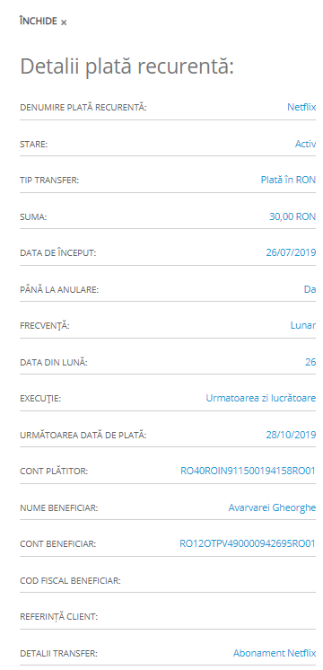 ÎNCHIDE ×
Detalii plată recurentă:
DENUMIRE PLATĂ RECURENTĂ: Netflix
STARE: Activ
TIP TRANSFER: Plată în RON
SUMA: 30,00 RON
DATA DE ÎNCEPUT: 26/07/2019
PÂNĂ LA ANULARE: Da
FRECVENŢĂ: Lunar
DATA DIN LUNĂ: 26
EXECUŢIE: Urmatoarea zi lucrătoare
URMĂTOAREA DATĂ DE PLATĂ: 28/10/2019
CONT PLĂTITOR: RO40ROIN911500194158RO01
NUME BENEFICIAR: Avarvarei Gheorghe
CONT BENEFICIAR: RO12OTPV490000942695RO01
COD FISCAL BENEFICIAR:
REFERINŢĂ CLIENT:
DETALII TRANSFER: Abonament Netflix